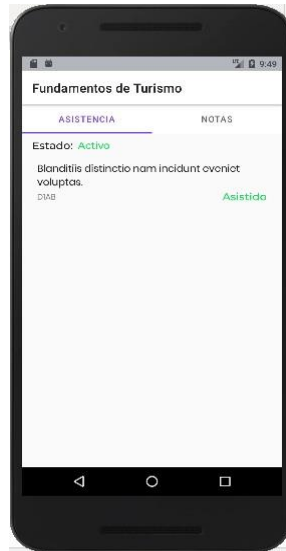 9:49
Fundamentos de Turismo
ASISTENCIA NOTAS
Estado: Activo
Blanditiis distinctio nam incidunt eveniet
voluptas.
D1AB Asistida